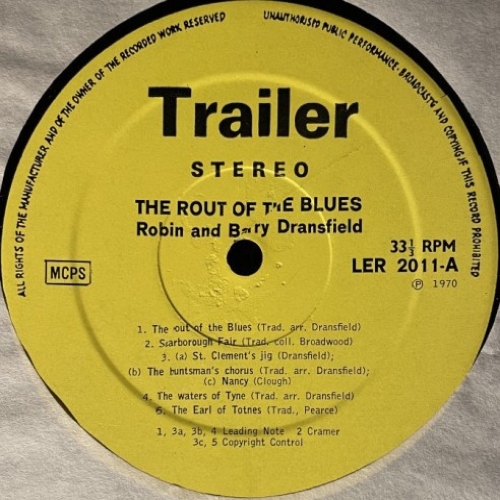 ALL RIGHTS OF THE MANUFACTURER AND OF THE OWNER OF THE RECORDED WORK RESERVED
UNAUTHORISED PUBLIC PERFORMANCE · BROADCASTS AND COPYING OF THIS RECORD PROHIBITED
Trailer
STEREO
THE ROUT OF THE BLUES
Robin and Barry Dransfield
33⅓ RPM
LER 2011-A
Ⓟ 1970
MCPS
1. The out of the Blues (Trad. arr. Dransfield)
2. Scarborough Fair (Trad. coll. Broadwood)
3. (a) St. Clement's jig (Dransfield);
(b) The huntsman's chorus (Trad. arr. Dransfield);
(c) Nancy (Clough)
4. The waters of Tyne (Trad. arr. Dransfield)
5. The Earl of Totnes (Trad., Pearce)
1, 3a, 3b, 4 Leading Note 2 Cramer
3c, 5 Copyright Control